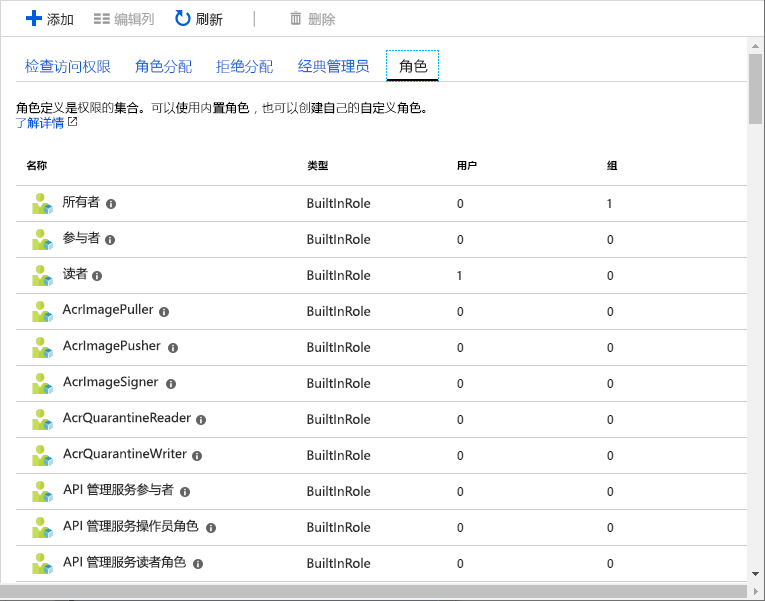 添加 编辑列 刷新 删除
检查访问权限 角色分配 拒绝分配 经典管理员 角色
角色定义是权限的集合。可以使用内置角色，也可以创建自己的自定义角色。
了解详情
名称 类型 用户 组
所有者 BuiltInRole 0 1
参与者 BuiltInRole 0 0
读者 BuiltInRole 1 0
AcrImagePuller BuiltInRole 0 0
AcrImagePusher BuiltInRole 0 0
AcrImageSigner BuiltInRole 0 0
AcrQuarantineReader BuiltInRole 0 0
AcrQuarantineWriter BuiltInRole 0 0
API 管理服务参与者 BuiltInRole 0 0
API 管理服务操作员角色 BuiltInRole 0 0
API 管理服务读者角色 BuiltInRole 0 0